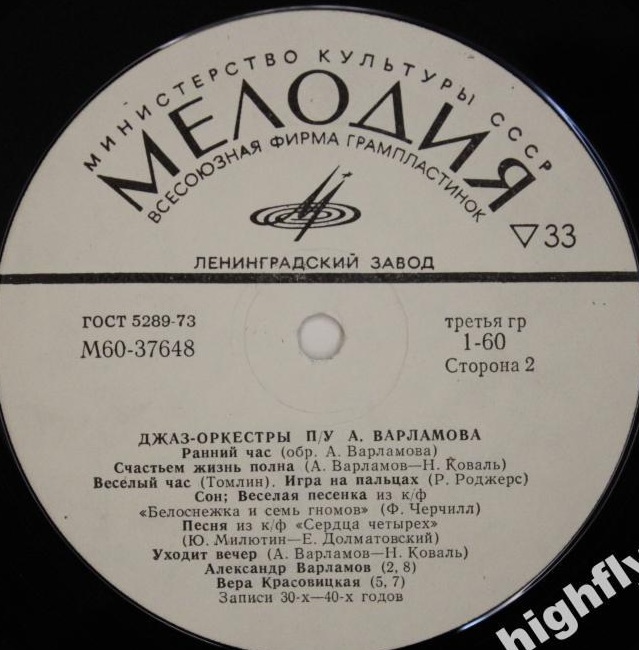 МИНИСТЕРСТВО КУЛЬТУРЫ СССР
МЕЛОДИЯ
ВСЕСОЮЗНАЯ ФИРМА ГРАМПЛАСТИНОК
▽33
ЛЕНИНГРАДСКИЙ ЗАВОД
ГОСТ 5289-73
М60-37648
третья гр
1-60
Сторона 2
ДЖАЗ-ОРКЕСТРЫ П/У А. ВАРЛАМОВА
Ранний час (обр. А. Варламова)
Счастьем жизнь полна (А. Варламов—Н. Коваль)
Веселый час (Томлин). Игра на пальцах (Р. Роджерс)
Сон; Веселая песенка из к/ф
«Белоснежка и семь гномов» (Ф. Черчилл)
Песня из к/ф «Сердца четырех»
(Ю. Милютин—Е. Долматовский)
Уходит вечер (А. Варламов—Н. Коваль)
Александр Варламов (2, 8)
Вера Красовицкая (5, 7)
Записи 30-х—40-х годов
highfly